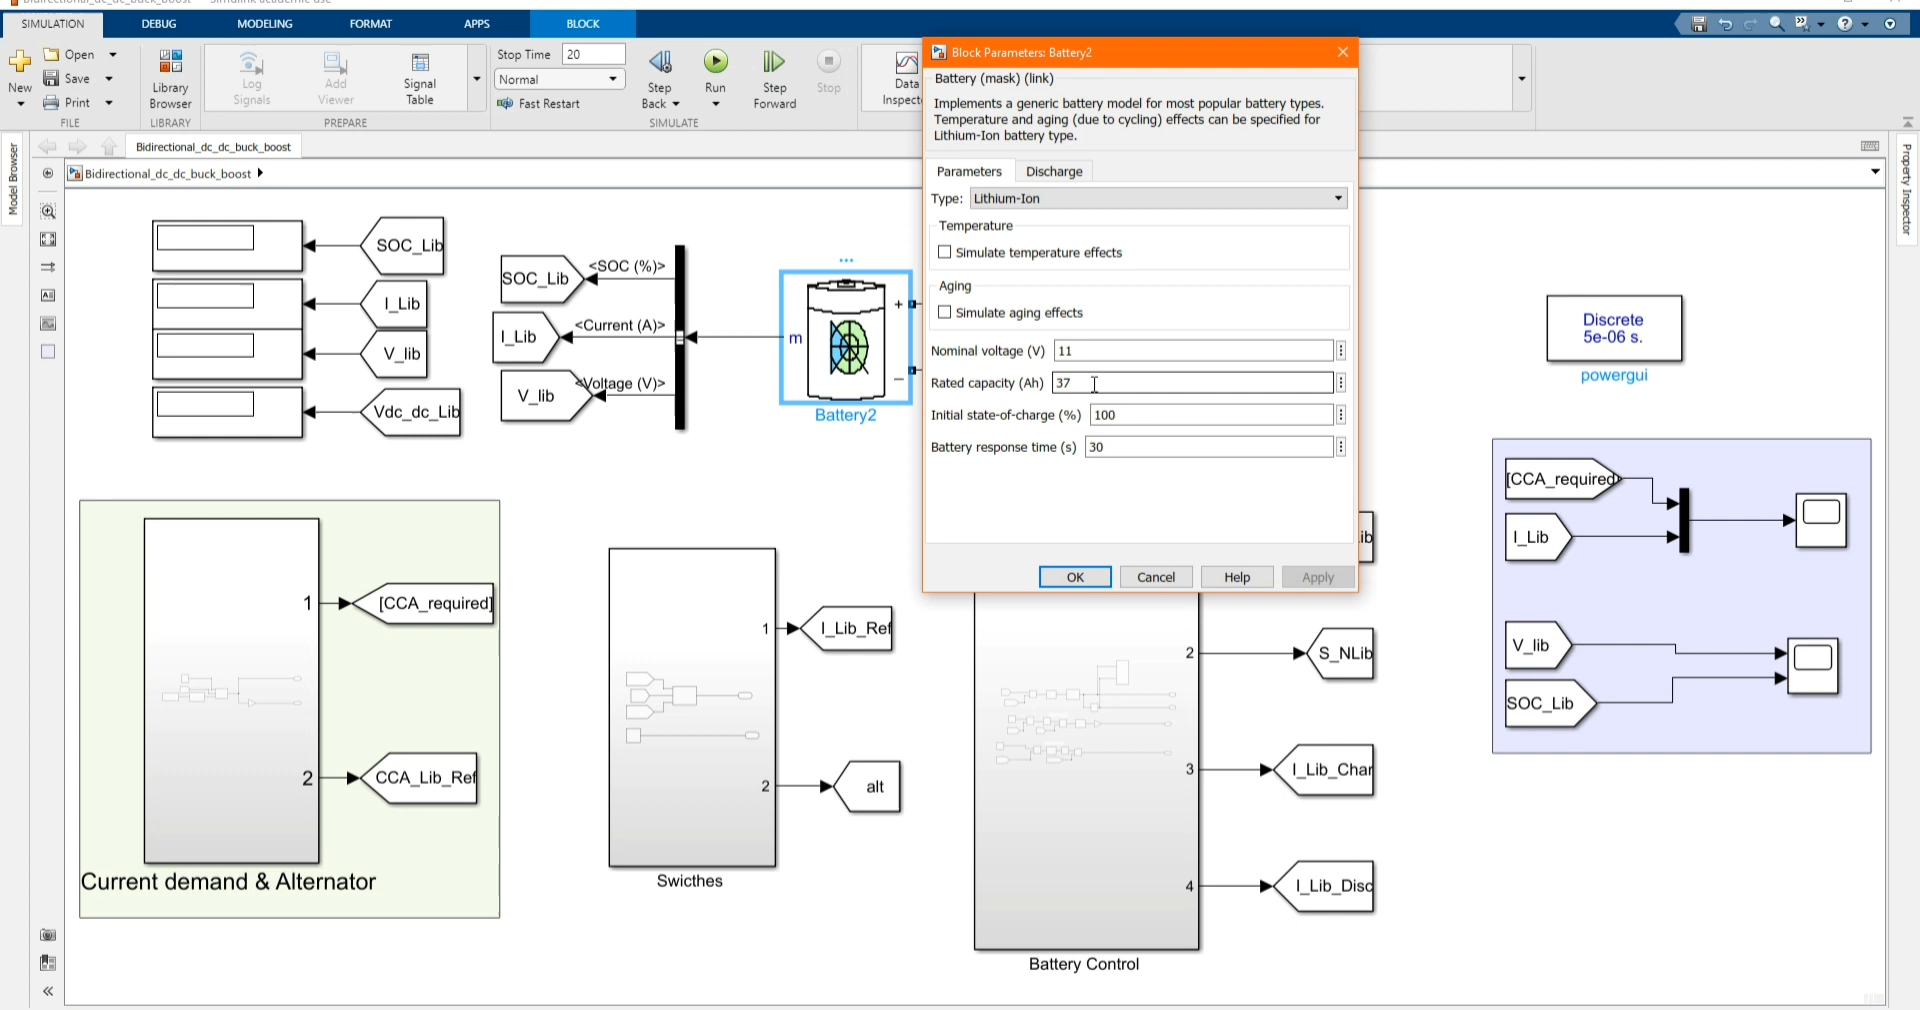 Bidirectional_dc_dc_buck_boost - Simulink academic use
SIMULATION
DEBUG
MODELING
FORMAT
APPS
BLOCK
New
Open
Save
Print
FILE
Library
Browser
LIBRARY
Log
Signals
Add
Viewer
Signal
Table
PREPARE
Stop Time 20
Normal
Fast Restart
Step
Back
Run
Step
Forward
Stop
SIMULATE
Data
Inspect
Model Browser
Bidirectional_dc_dc_buck_boost
Bidirectional_dc_dc_buck_boost
Property Inspector
Block Parameters: Battery2
Battery (mask) (link)
Implements a generic battery model for most popular battery types.
Temperature and aging (due to cycling) effects can be specified for
Lithium-Ion battery type.
Parameters
Discharge
Type: Lithium-Ion
Temperature
Simulate temperature effects
Aging
Simulate aging effects
Nominal voltage (V) 11
Rated capacity (Ah) 37
Initial state-of-charge (%) 100
Battery response time (s) 30
OK
Cancel
Help
Apply
SOC_Lib
I_Lib
V_lib
Vdc_dc_Lib
SOC_Lib
<SOC (%)>
I_Lib
<Current (A)>
V_lib
<Voltage (V)>
...
m
+
−
Battery2
Discrete
5e-06 s.
powergui
[CCA_required]
I_Lib
V_lib
SOC_Lib
1
[CCA_required]
2
CCA_Lib_Ref
Current demand & Alternator
1
I_Lib_Ref
2
alt
Swicthes
ib
2
S_NLib
3
I_Lib_Char
4
I_Lib_Disc
Battery Control